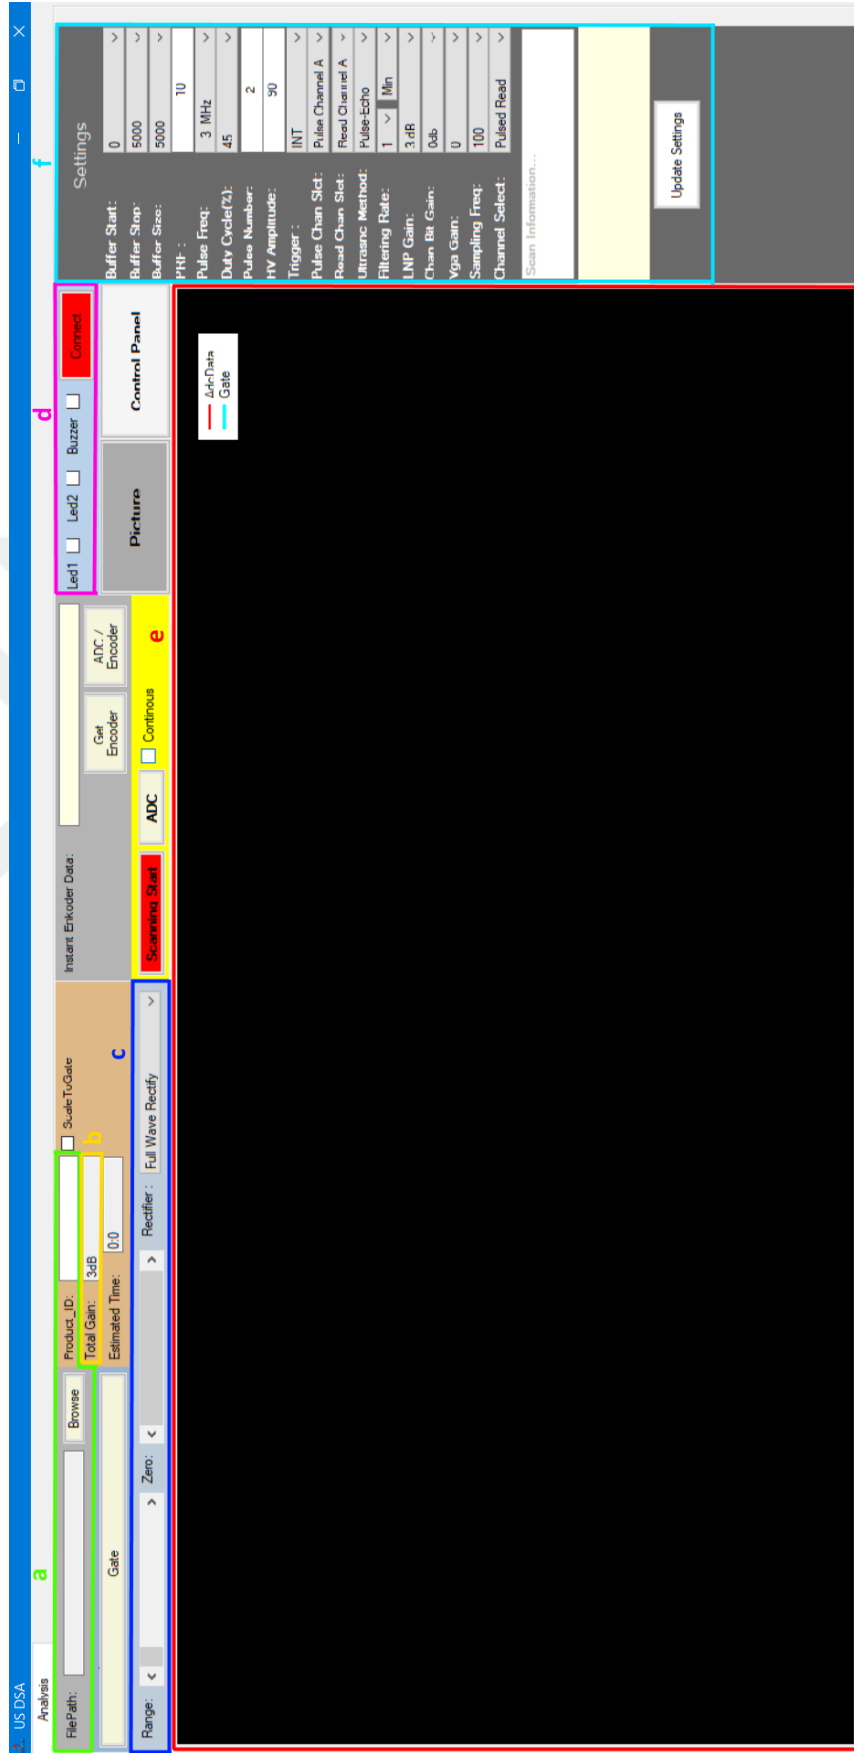 US DSA
Analysis
a
d
f
FilePath:
Browse
Product_ID:
ScaleToGate
Instant Enkoder Data:
Led1
Led2
Buzzer
Connect
Total Gain:
3dB
b
Gate
Estimated Time:
0:0
Get
Encoder
ADC /
Encoder
Picture
Control Panel
c
Range:
Zero:
Rectifier :
Full Wave Rectify
Scanning Start
ADC
Continous
e
AdcData
Gate
Settings
Buffer Start:
0
Buffer Stop:
5000
Buffer Size:
5000
PRF :
10
Pulse Freq:
3 MHz
Duty Cycle(%):
45
Pulse Number:
2
HV Amplitude:
90
Trigger :
INT
Pulse Chan Slct:
Pulse Channel A
Read Chan Slct:
Read Channel A
Ultrasnc Method:
Pulse-Echo
Filtering Rate:
1
Min
LNP Gain:
3 dB
Chan Bit Gain:
0db
Vga Gain:
0
Sampling Freq:
100
Channel Select:
Pulsed Read
Scan Information...
Update Settings